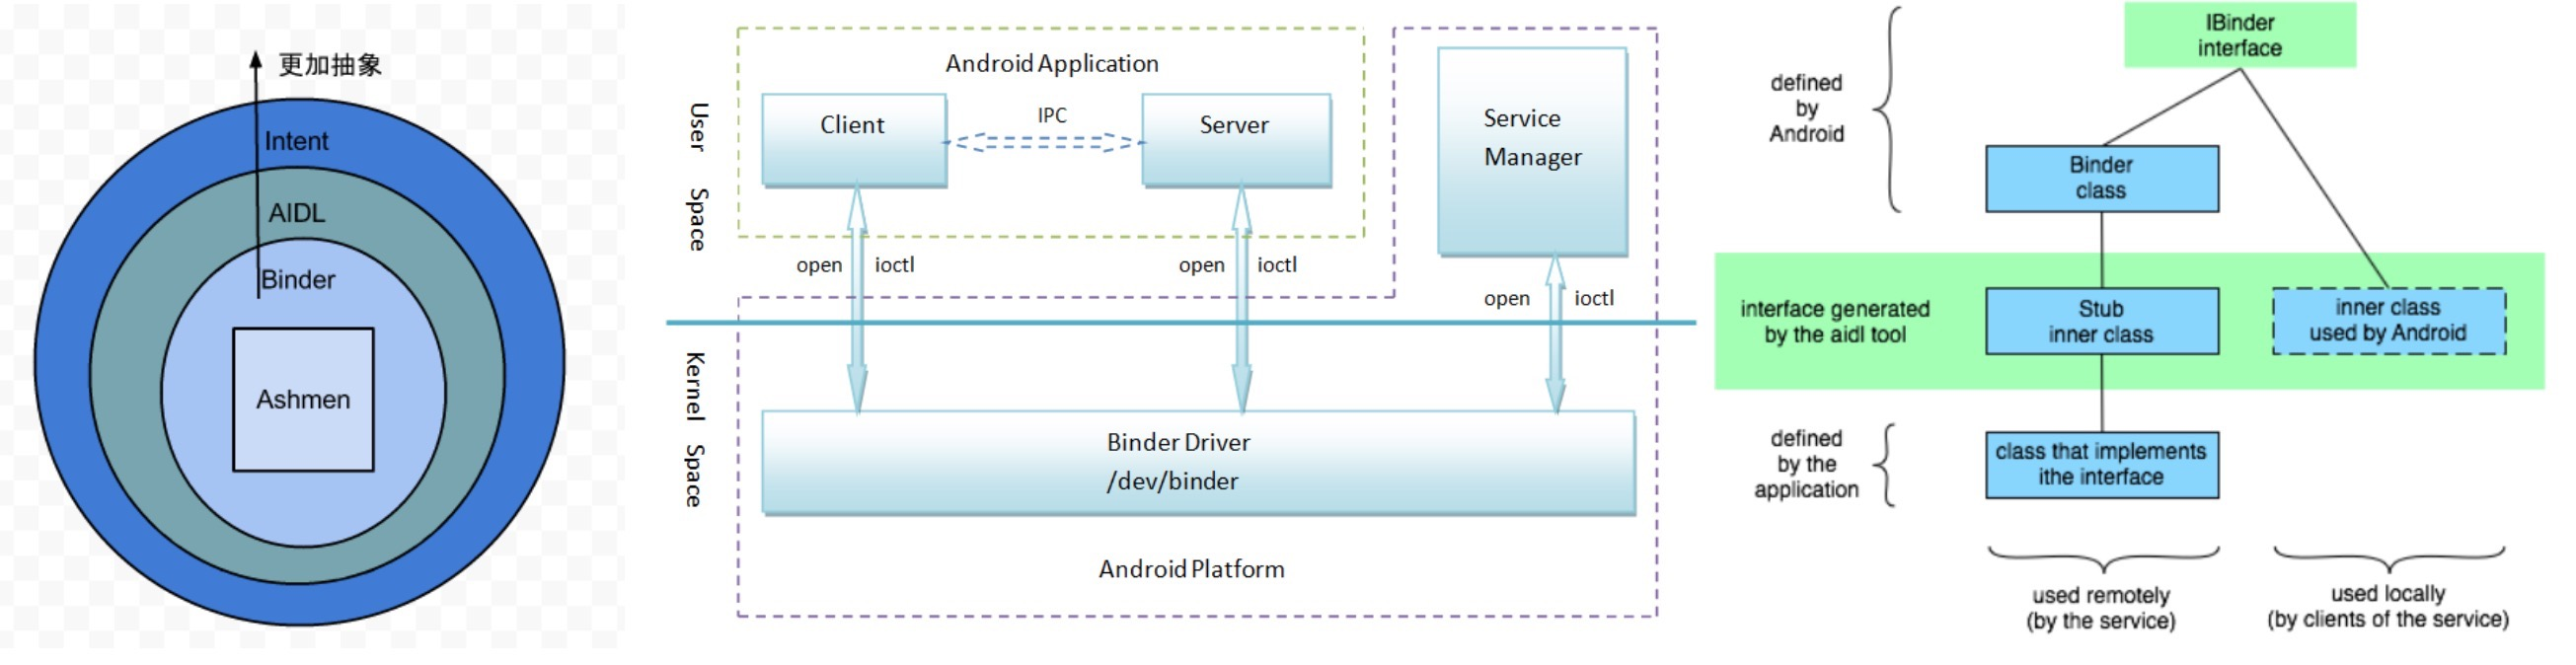 更加抽象
Intent
AIDL
Binder
Ashmen
User Space
Kernel Space
Android Application
Client
IPC
Server
Service
Manager
open
ioctl
open
ioctl
open
ioctl
Binder Driver
/dev/binder
Android Platform
IBinder
interface
defined
by
Android
Binder
class
interface generated
by the aidl tool
Stub
inner class
inner class
used by Android
defined
by the
application
class that implements
ithe interface
used remotely
(by the service)
used locally
(by clients of the service)